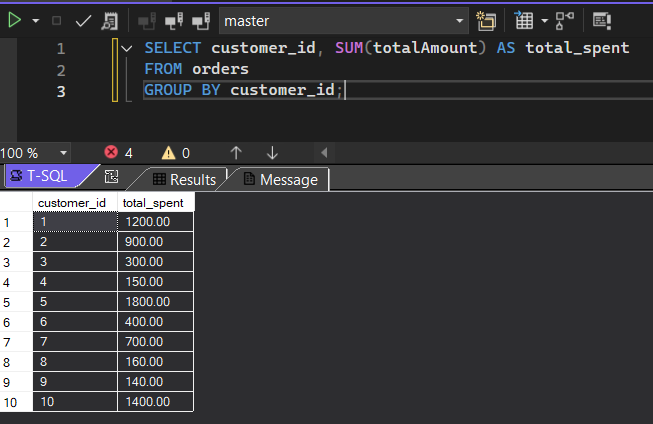 master
1 SELECT customer_id, SUM(totalAmount) AS total_spent
2 FROM orders
3 GROUP BY customer_id;
100 % 4 0
T-SQL Results Message
customer_id total_spent
1 1 1200.00
2 2 900.00
3 3 300.00
4 4 150.00
5 5 1800.00
6 6 400.00
7 7 700.00
8 8 160.00
9 9 140.00
10 10 1400.00